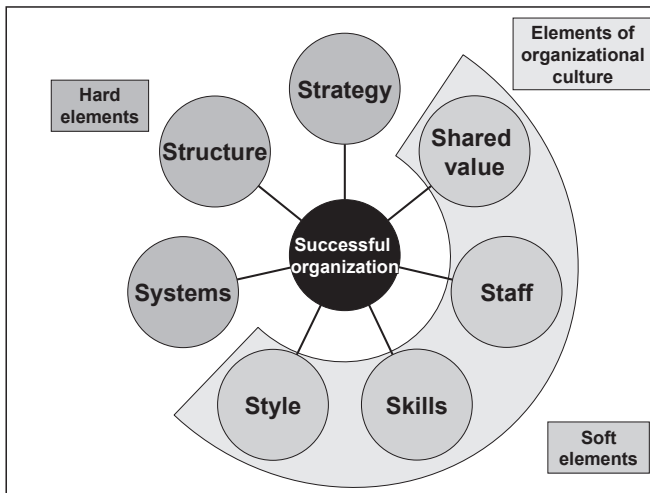 Elements of
organizational
culture
Hard
elements
Strategy
Structure
Shared
value
Successful
organization
Systems
Staff
Style
Skills
Soft
elements